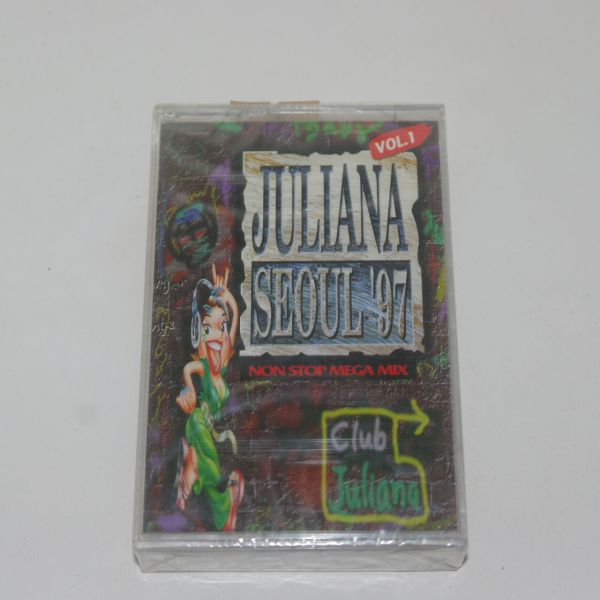 VOL.1
JULIANA
SEOUL '97
NON STOP MEGA MIX
Club
Juliana